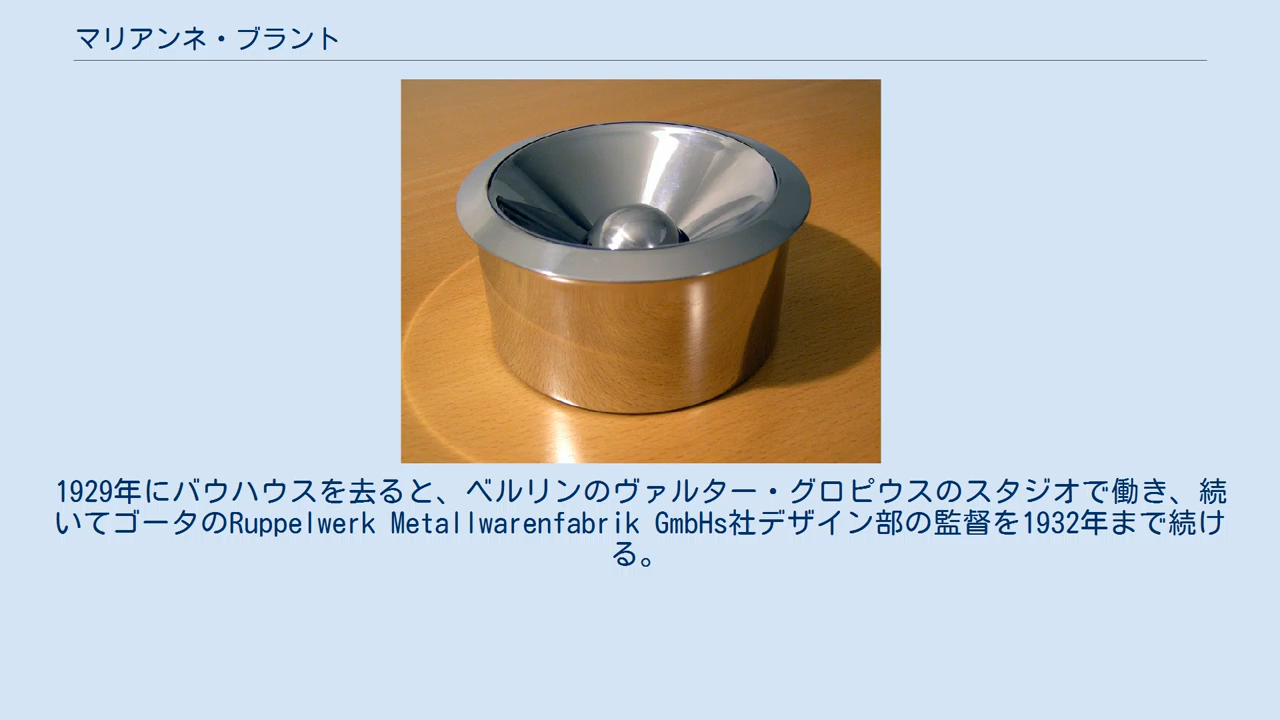 マリアンネ・ブラント
1929年にバウハウスを去ると、ベルリンのヴァルター・グロピウスのスタジオで働き、続
いてゴータのRuppelwerk Metallwarenfabrik GmbHs社デザイン部の監督を1932年まで続け
る。